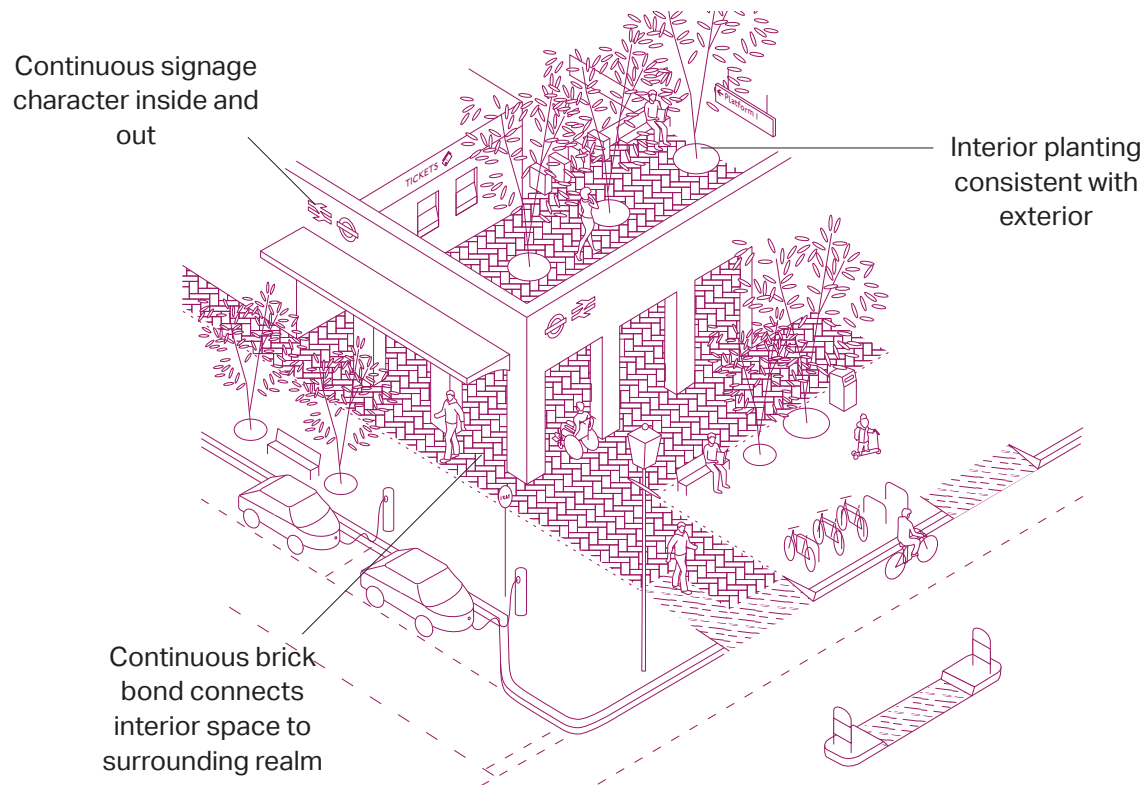 Continuous signage
character inside and
out
TICKETS
← Platform 1
Interior planting
consistent with
exterior
Continuous brick
bond connects
interior space to
surrounding realm